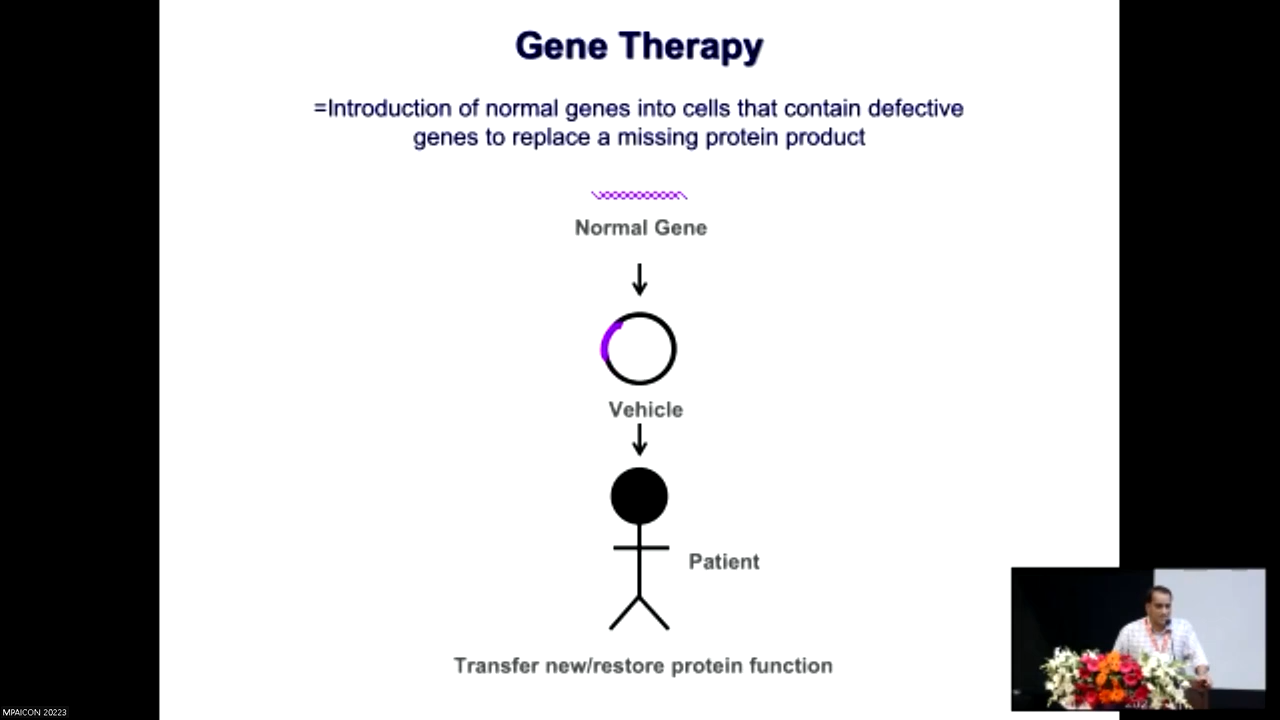 Gene Therapy
=Introduction of normal genes into cells that contain defective
genes to replace a missing protein product
Normal Gene
Vehicle
Patient
Transfer new/restore protein function
MPAICON 20223